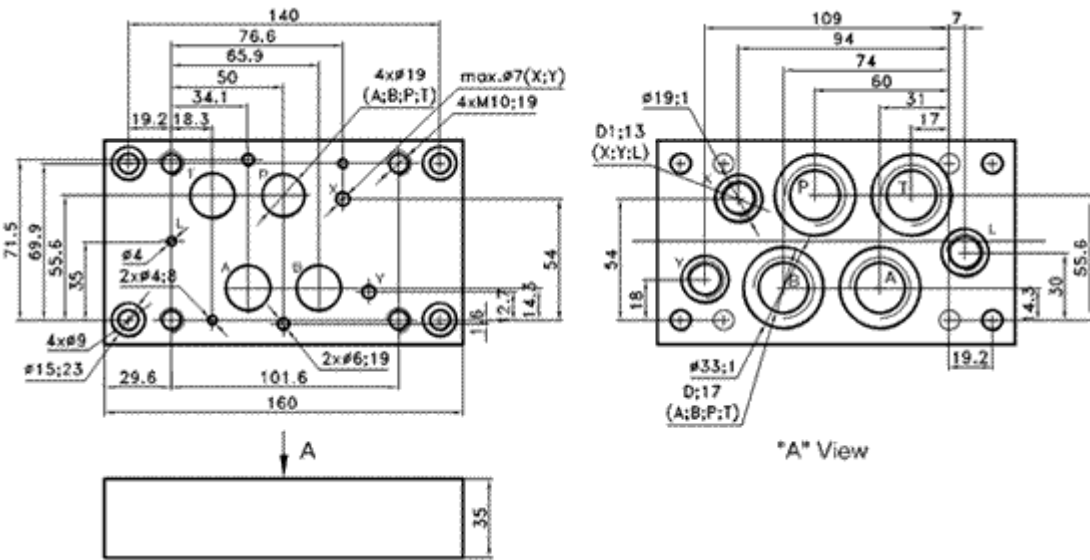 140
76.6
65.9
50
34.1
19.2
18.3
4xø19
(A;B;P;T)
max.ø7(X;Y)
4xM10;19
T
P
X
L
A
B
Y
71.5
69.9
55.6
35
ø4
2xø4;8
4xø9
ø15;23
2xø6;19
1.6
12.7
14.3
54
29.6
101.6
160
A
35
109
7
94
74
60
31
17
ø19;1
D1;13
(X;Y;L)
X
P
T
L
Y
B
A
54
18
ø33;1
D;17
(A;B;P;T)
14.3
30
55.6
19.2
"A" View